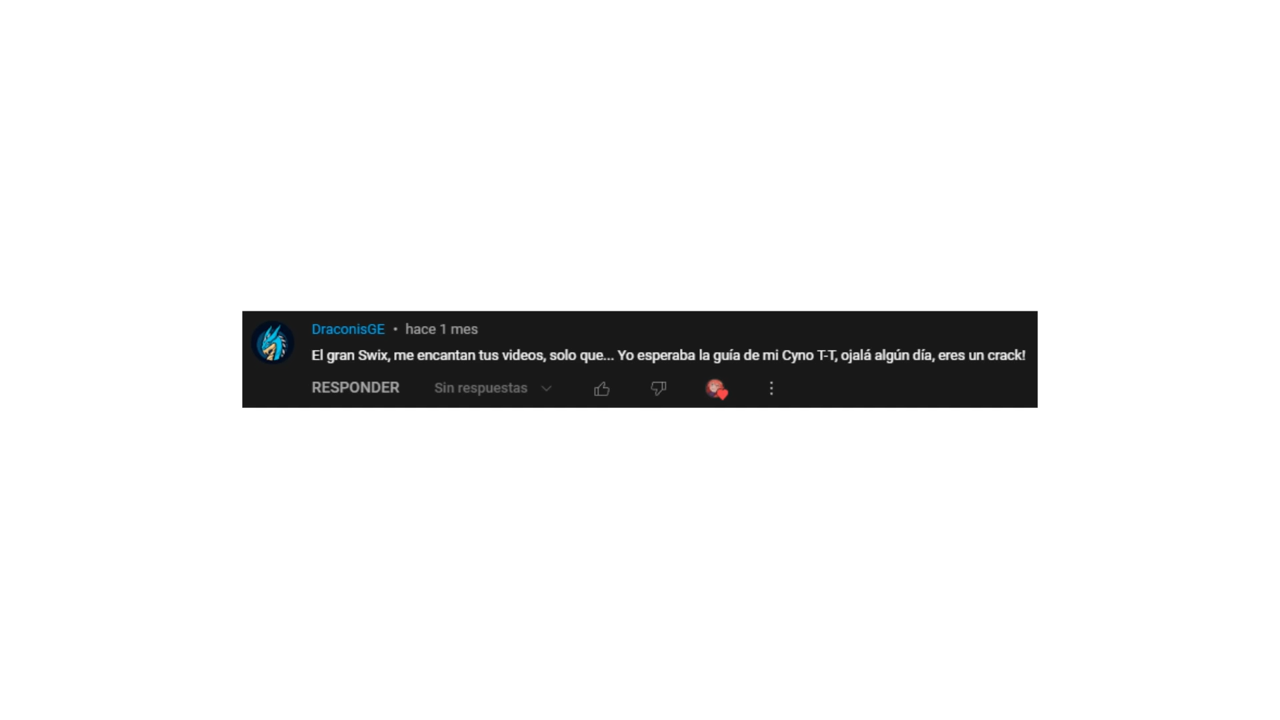 DraconisGE • hace 1 mes
El gran Swix, me encantan tus videos, solo que... Yo esperaba la guía de mi Cyno T-T, ojalá algún día, eres un crack!
RESPONDER Sin respuestas